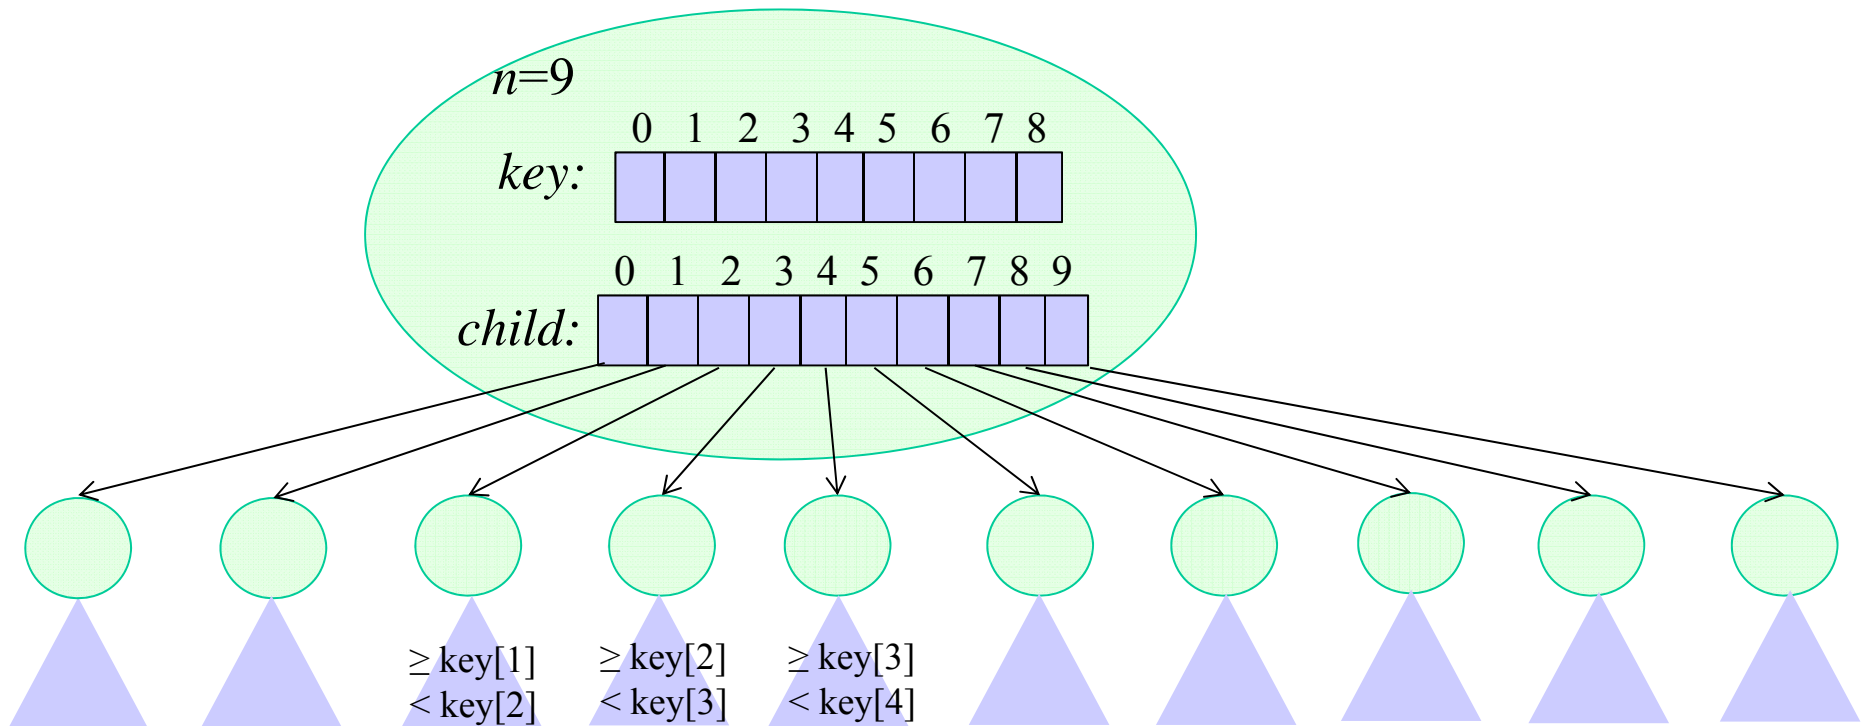 n=9
0 1 2 3 4 5 6 7 8
key:
0 1 2 3 4 5 6 7 8 9
child:
≥ key[1]
< key[2]
≥ key[2]
< key[3]
≥ key[3]
< key[4]